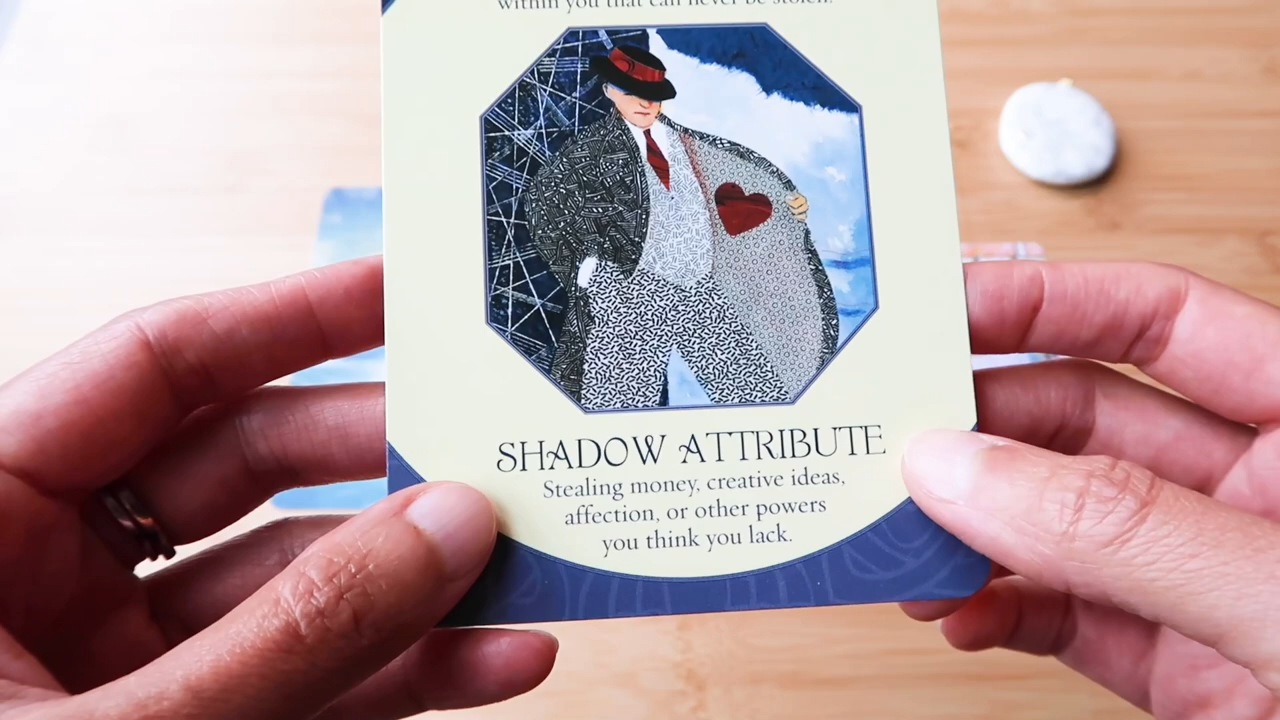 within you that can never be stolen.
SHADOW ATTRIBUTE
Stealing money, creative ideas,
affection, or other powers
you think you lack.